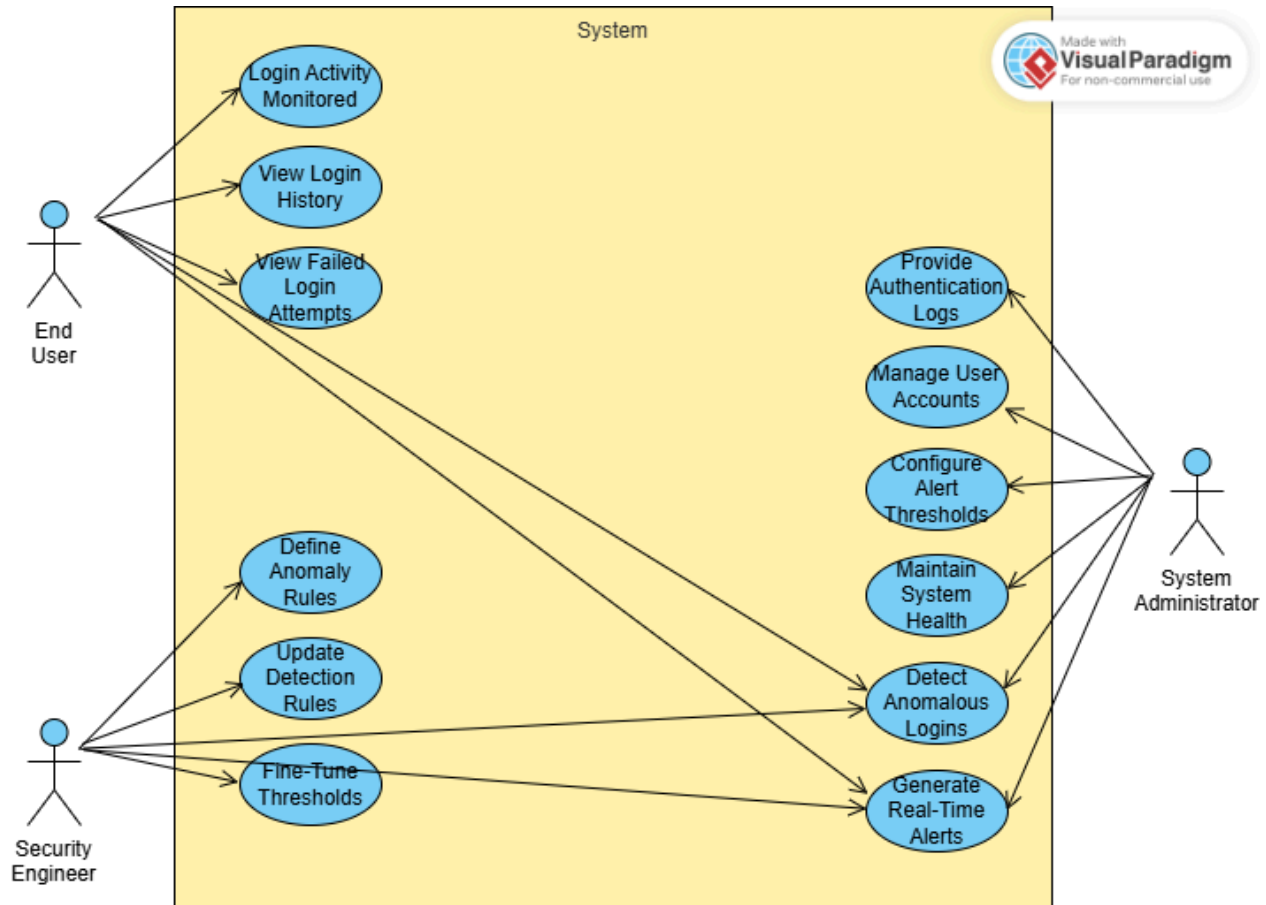 System
Made with
Visual Paradigm
For non-commercial use
Login Activity
Monitored
View Login
History
View Failed
Login
Attempts
End
User
Provide
Authentication
Logs
Manage User
Accounts
Configure
Alert
Thresholds
Maintain
System
Health
Detect
Anomalous
Logins
Generate
Real-Time
Alerts
System
Administrator
Define
Anomaly
Rules
Update
Detection
Rules
Fine-Tune
Thresholds
Security
Engineer